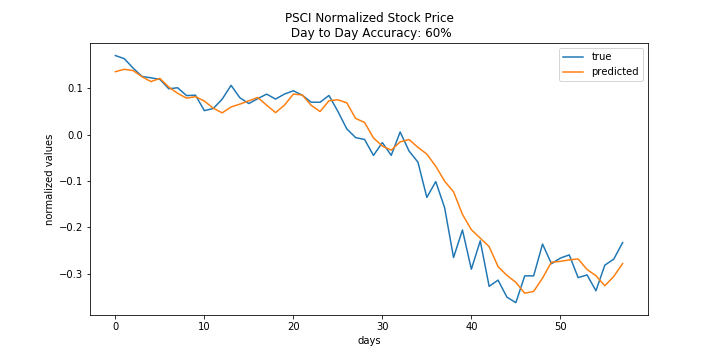 PSCI Normalized Stock Price
Day to Day Accuracy: 60%
true
predicted
normalized values
0.1
0.0
−0.1
−0.2
−0.3
0 10 20 30 40 50
days